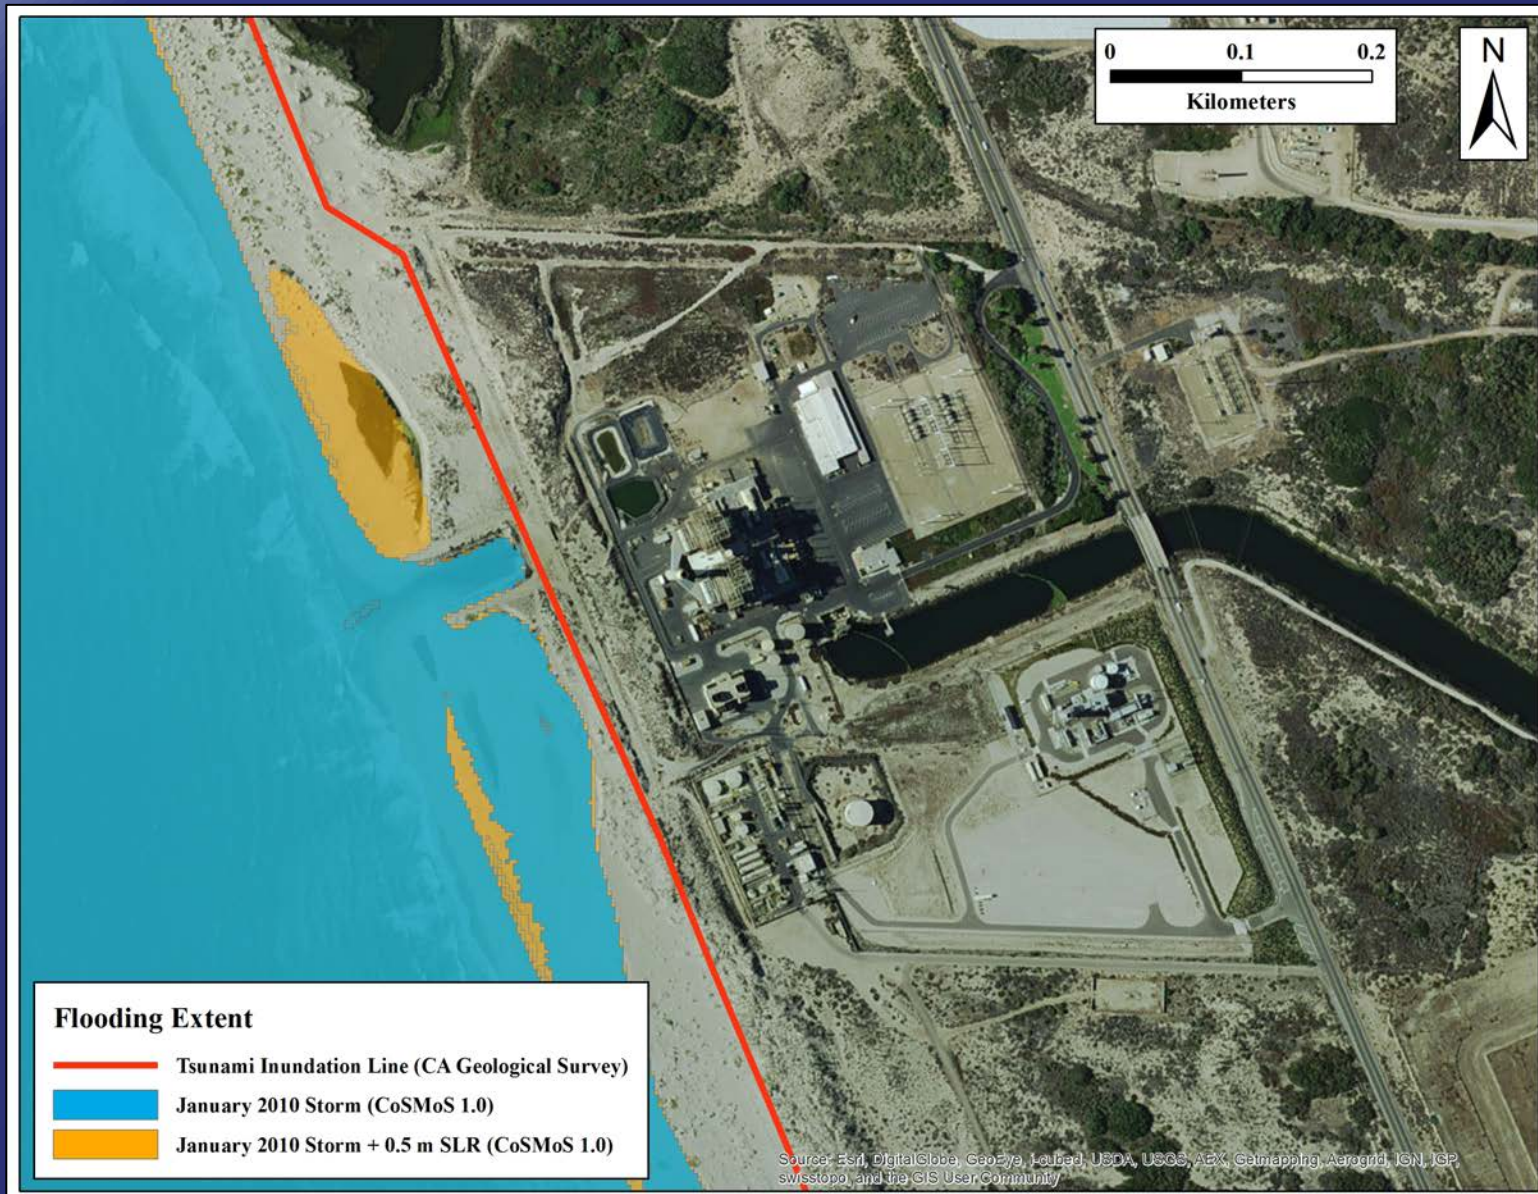 0 0.1 0.2
Kilometers
N
Flooding Extent
Tsunami Inundation Line (CA Geological Survey)
January 2010 Storm (CoSMoS 1.0)
January 2010 Storm + 0.5 m SLR (CoSMoS 1.0)
Source: Esri, DigitalGlobe, GeoEye, i-cubed, USDA, USGS, AEX, Getmapping, Aerogrid, IGN, IGP,
swisstopo, and the GIS User Community